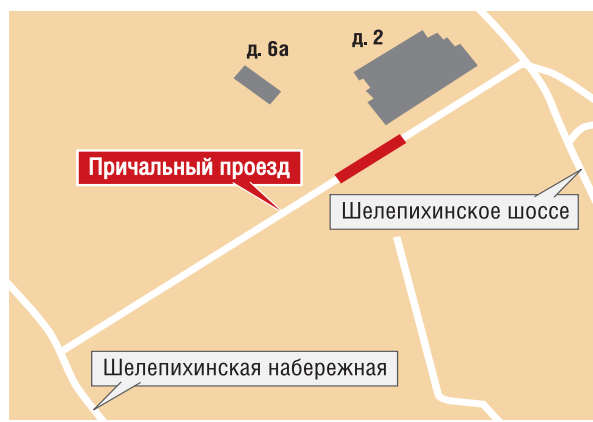 д. 6а
д. 2
Причальный проезд
Шелепихинское шоссе
Шелепихинская набережная